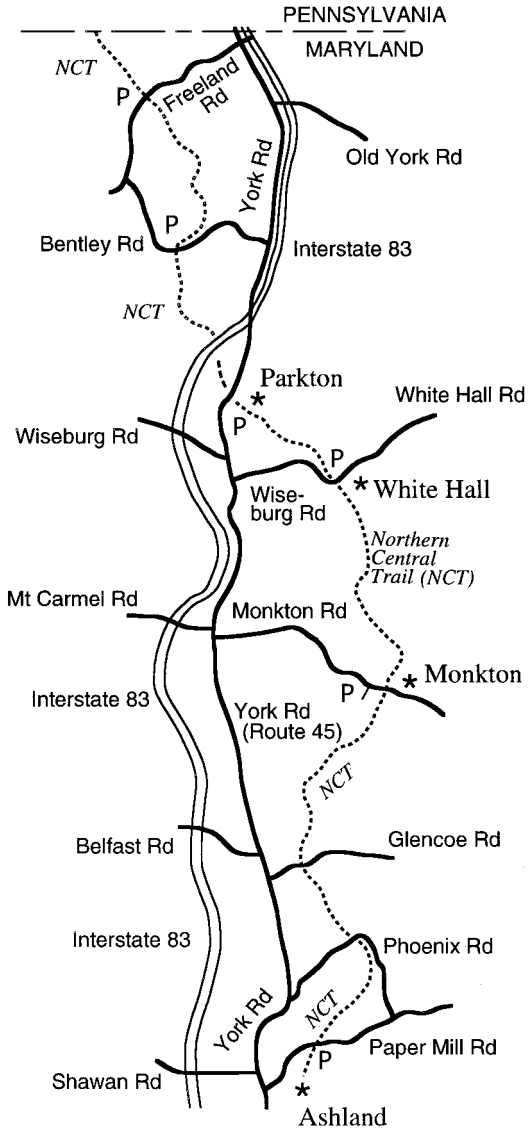 PENNSYLVANIA
MARYLAND
NCT
P
Freeland
Rd
York Rd
Old York Rd
P
Bentley Rd
Interstate 83
NCT
* Parkton
White Hall Rd
P
Wiseburg Rd
P
* White Hall
Wise-
burg Rd
Northern
Central
Trail (NCT)
Mt Carmel Rd
Monkton Rd
* Monkton
P
Interstate 83
York Rd
(Route 45)
NCT
Belfast Rd
Glencoe Rd
Interstate 83
Phoenix Rd
York Rd
NCT
Paper Mill Rd
P
Shawan Rd
*
Ashland